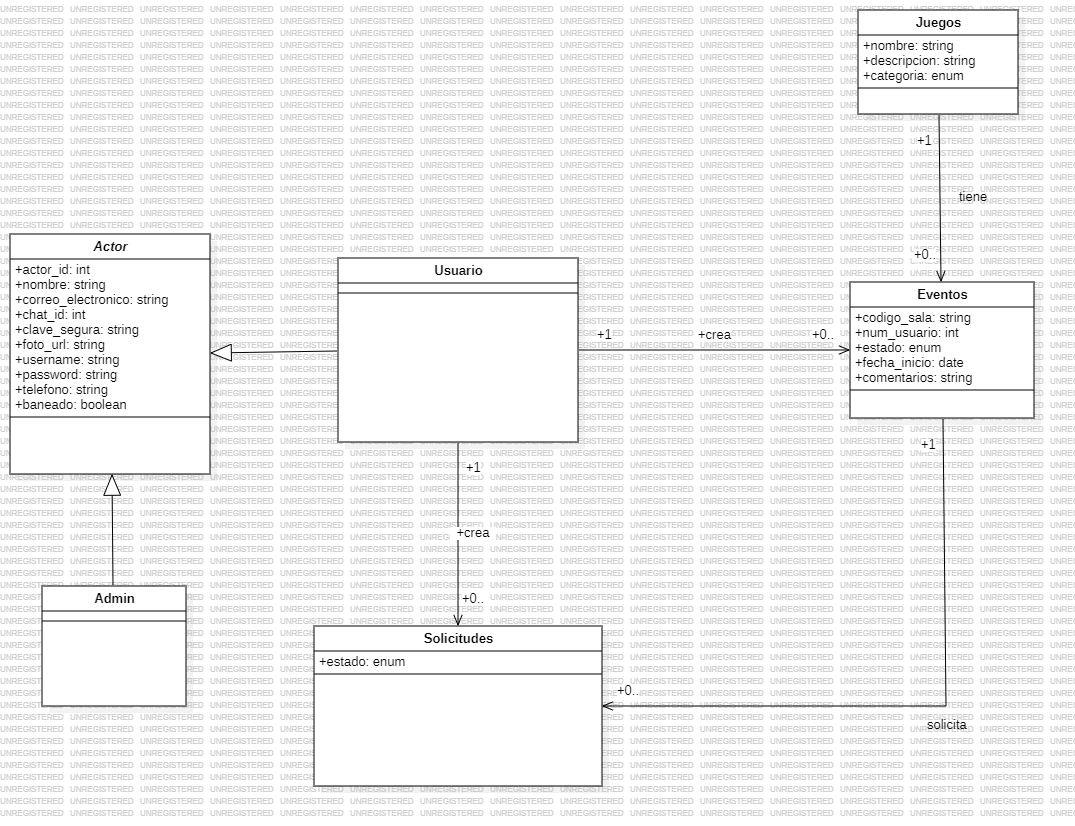 Juegos
+nombre: string
+descripcion: string
+categoria: enum
+1
tiene
+0..
Actor
+actor_id: int
+nombre: string
+correo_electronico: string
+chat_id: int
+clave_segura: string
+foto_url: string
+username: string
+password: string
+telefono: string
+baneado: boolean
Usuario
+1
+crea
+0..
Eventos
+codigo_sala: string
+num_usuario: int
+estado: enum
+fecha_inicio: date
+comentarios: string
+1
+crea
+0..
+1
Admin
Solicitudes
+estado: enum
+0..
solicita
UNREGISTERED